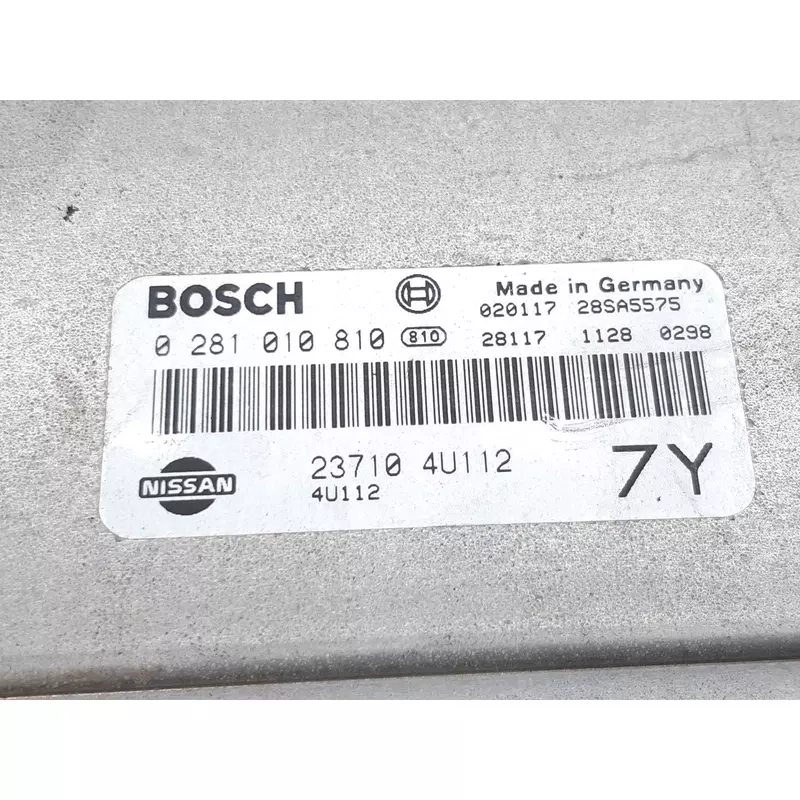 BOSCH Made in Germany
020117 28SA5575
0 281 010 810 810 28117 1128 0298
NISSAN 23710 4U112 7Y
4U112